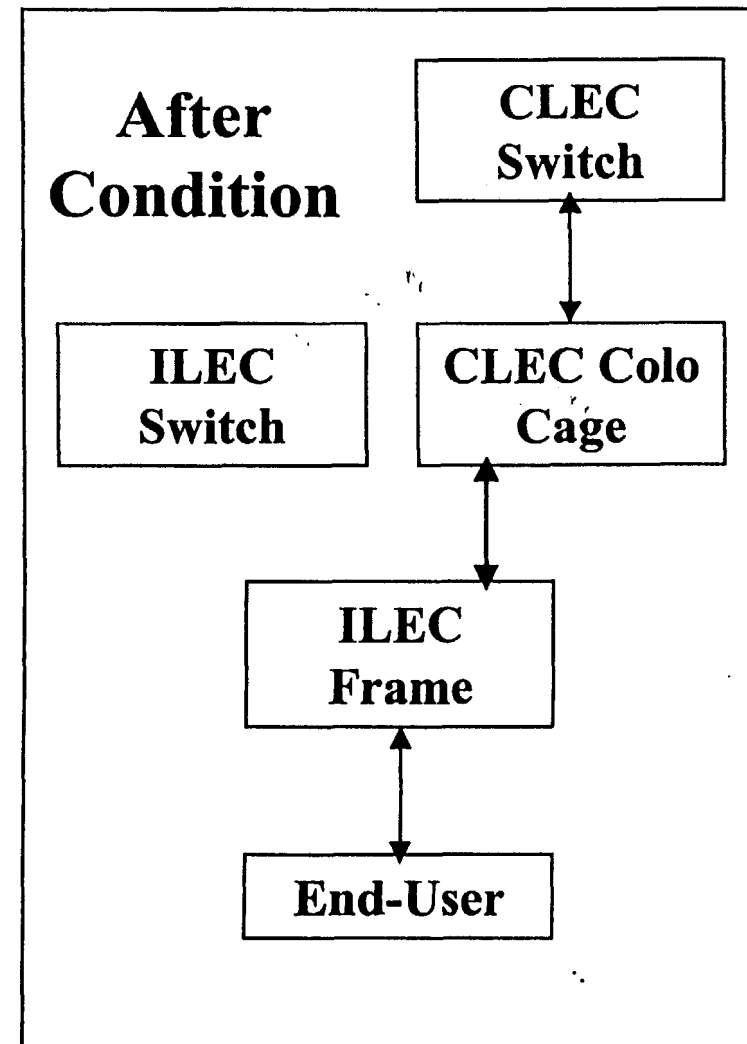 After
Condition
CLEC
Switch
ILEC
Switch
CLEC Colo
Cage
ILEC
Frame
End-User